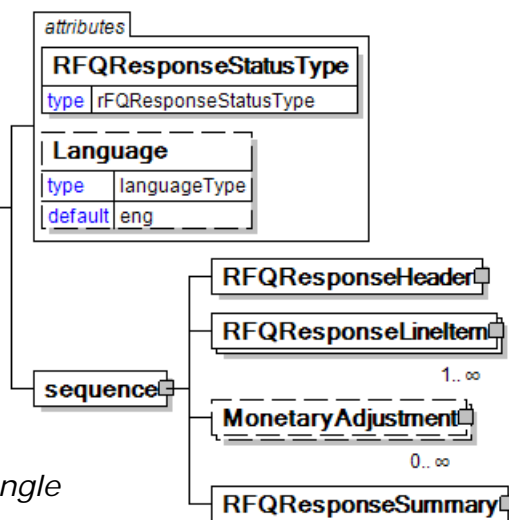 attributes
RFQResponseStatusType
type rFQResponseStatusType
Language
type languageType
default eng
RFQResponseHeader
RFQResponseLineItem
1.. ∞
sequence
MonetaryAdjustment
0.. ∞
ngle
RFQResponseSummary